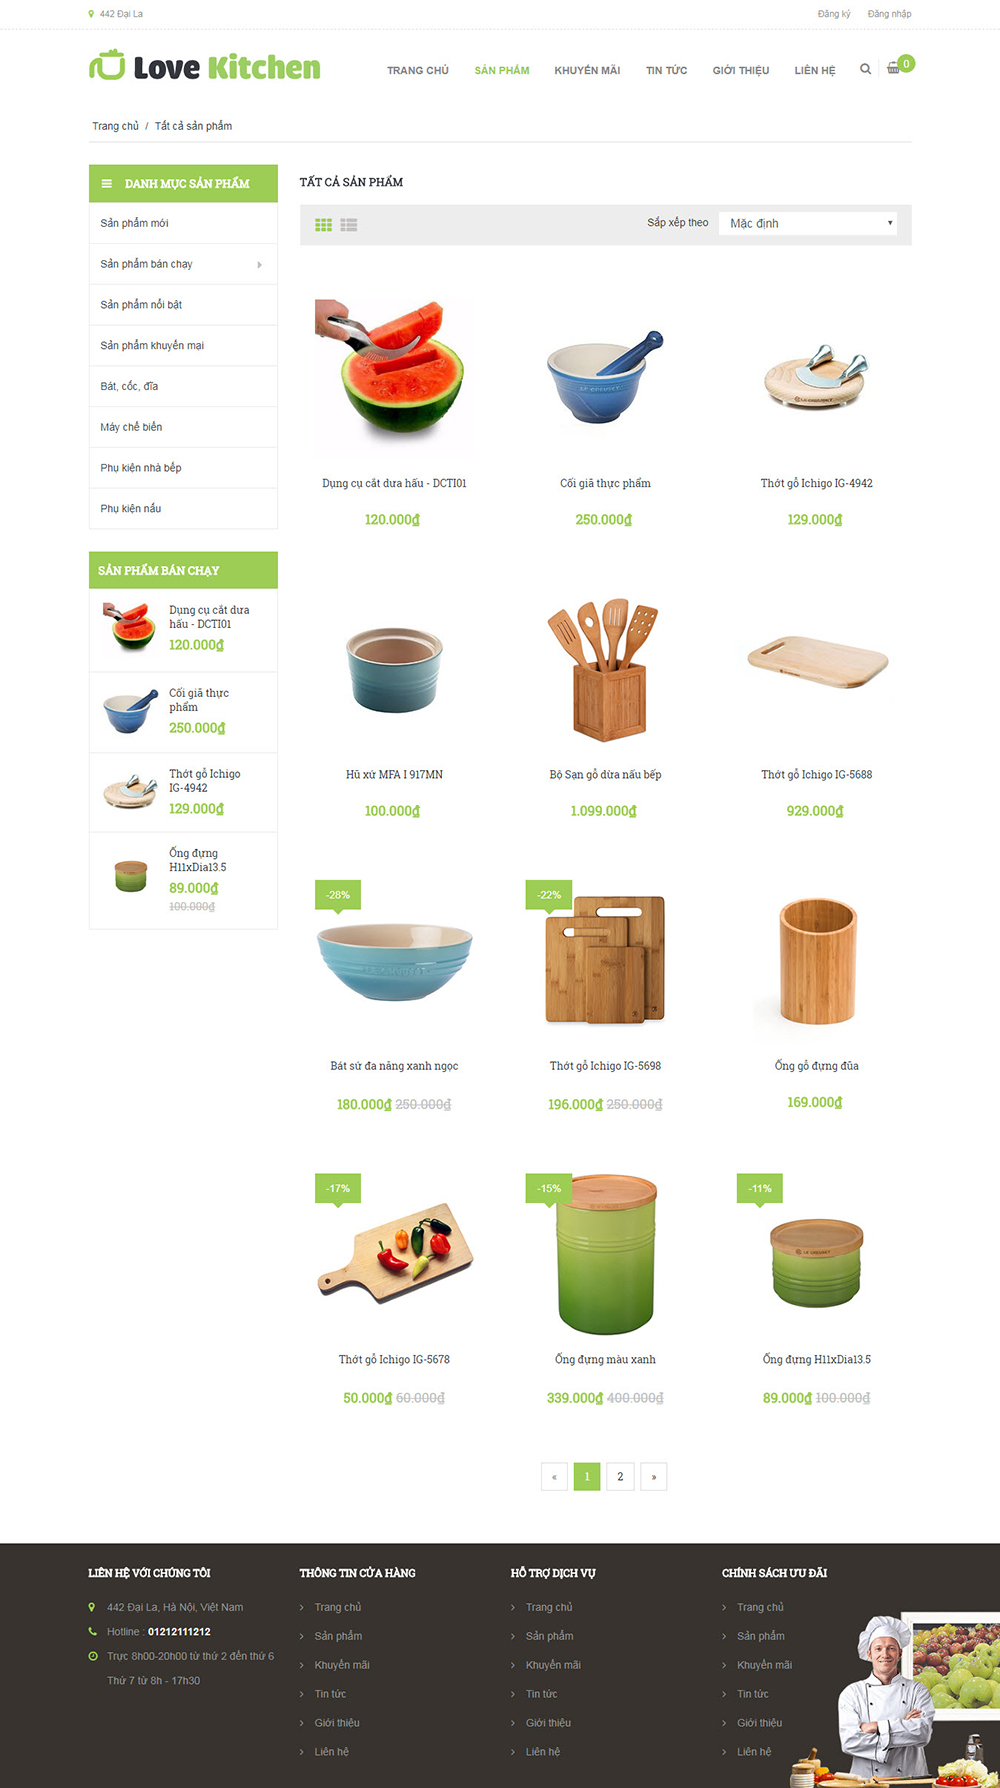 442 Đại La
Đăng ký Đăng nhập
Love Kitchen
TRANG CHỦ SẢN PHẨM KHUYẾN MÃI TIN TỨC GIỚI THIỆU LIÊN HỆ 0
Trang chủ / Tất cả sản phẩm
DANH MỤC SẢN PHẨM
Sản phẩm mới
Sản phẩm bán chạy
Sản phẩm nổi bật
Sản phẩm khuyến mại
Bát, cốc, đĩa
Máy chế biến
Phụ kiện nhà bếp
Phụ kiện nấu
SẢN PHẨM BÁN CHẠY
Dụng cụ cắt dưa
hấu - DCTI01
120.000₫
Cối giã thực
phẩm
250.000₫
Thớt gỗ Ichigo
IG-4942
129.000₫
Ống đựng
H11xDia13.5
89.000₫
100.000₫
TẤT CẢ SẢN PHẨM
Sắp xếp theo Mặc định
Dụng cụ cắt dưa hấu - DCTI01 Cối giã thực phẩm Thớt gỗ Ichigo IG-4942
120.000₫ 250.000₫ 129.000₫
Hũ xứ MFA I 917MN Bộ Sạn gỗ dừa nấu bếp Thớt gỗ Ichigo IG-5688
100.000₫ 1.099.000₫ 929.000₫
-28% -22%
LE CREUSET
Bát sứ đa năng xanh ngọc Thớt gỗ Ichigo IG-5698 Ống gỗ đựng đũa
180.000₫ 250.000₫ 196.000₫ 250.000₫ 169.000₫
-17% -15% -11%
LE CREUSET
Thớt gỗ Ichigo IG-5678 Ống đựng màu xanh Ống đựng H11xDia13.5
50.000₫ 60.000₫ 339.000₫ 400.000₫ 89.000₫ 100.000₫
« 1 2 »
LIÊN HỆ VỚI CHÚNG TÔI
442 Đại La, Hà Nội, Việt Nam
Hotline : 01212111212
Trực 8h00-20h00 từ thứ 2 đến thứ 6
Thứ 7 từ 8h - 17h30
THÔNG TIN CỬA HÀNG
Trang chủ
Sản phẩm
Khuyến mãi
Tin tức
Giới thiệu
Liên hệ
HỖ TRỢ DỊCH VỤ
Trang chủ
Sản phẩm
Khuyến mãi
Tin tức
Giới thiệu
Liên hệ
CHÍNH SÁCH ƯU ĐÃI
Trang chủ
Sản phẩm
Khuyến mãi
Tin tức
Giới thiệu
Liên hệ